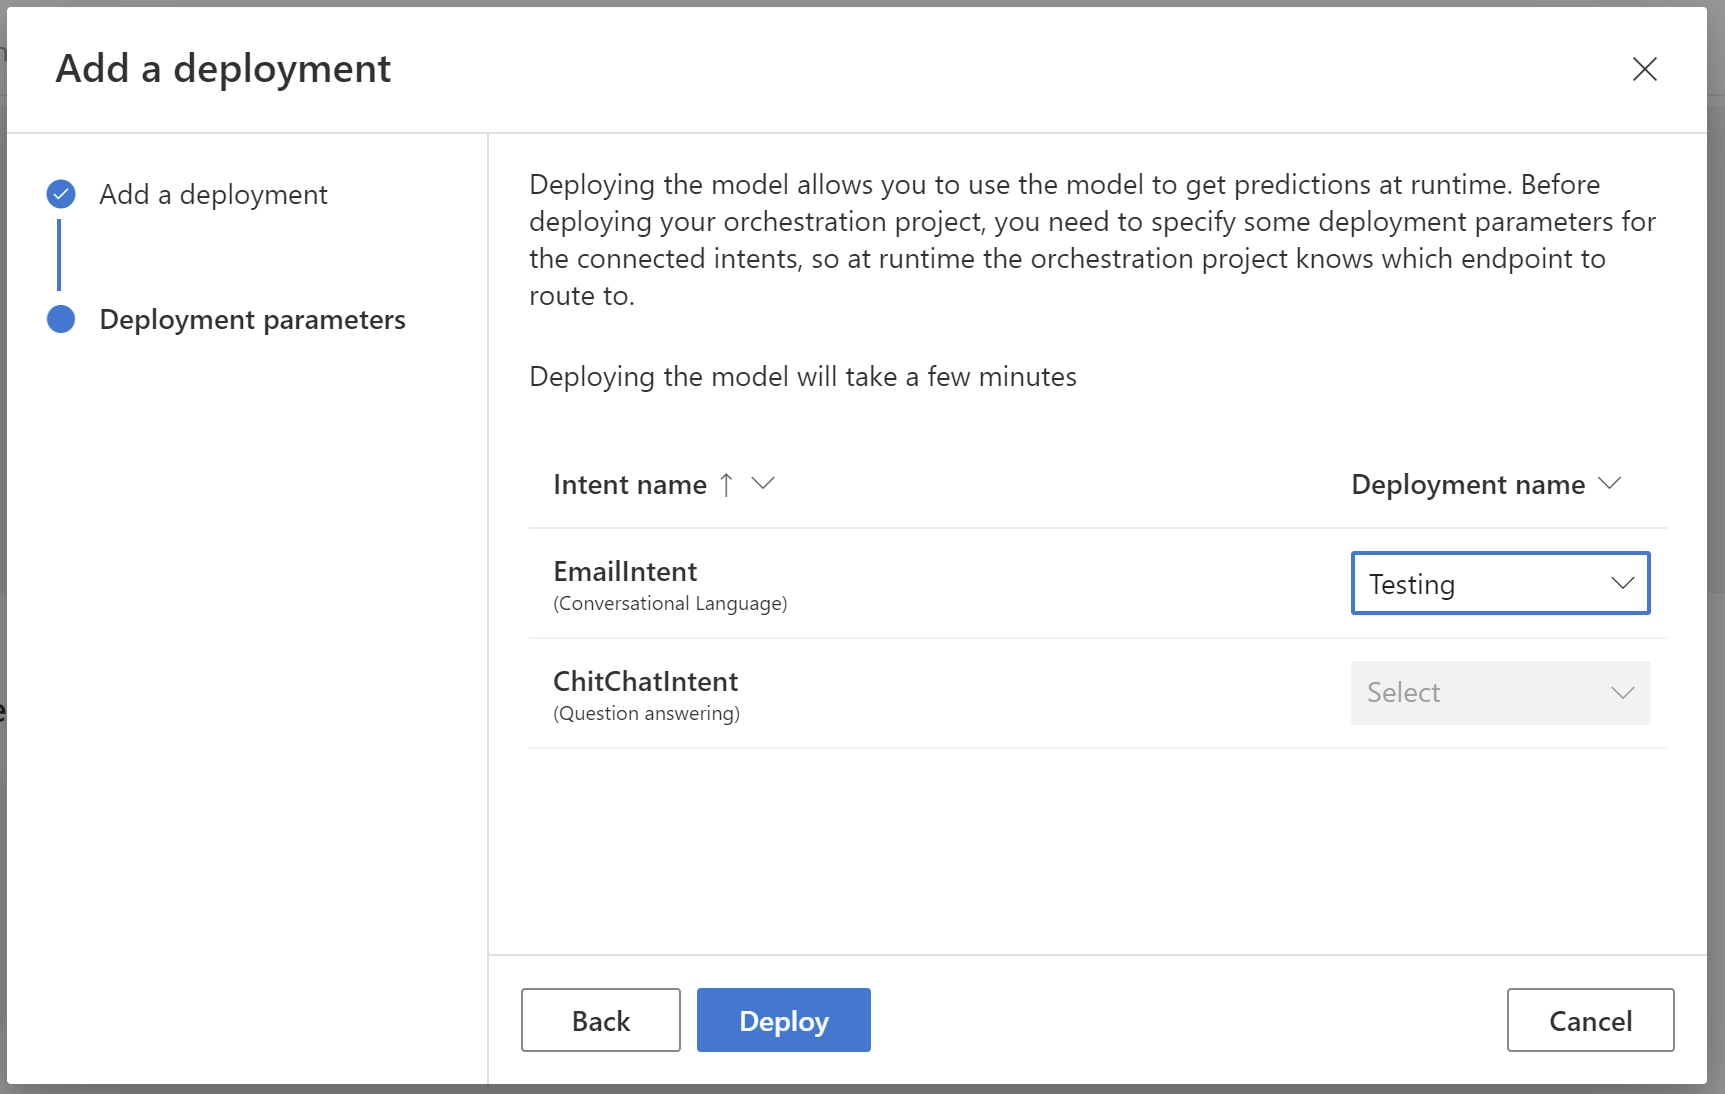 Add a deployment
Add a deployment
Deployment parameters
Deploying the model allows you to use the model to get predictions at runtime. Before
deploying your orchestration project, you need to specify some deployment parameters for
the connected intents, so at runtime the orchestration project knows which endpoint to
route to.
Deploying the model will take a few minutes
Intent name ↑ Deployment name
EmailIntent
(Conversational Language)
Testing
ChitChatIntent
(Question answering)
Select
Back Deploy Cancel